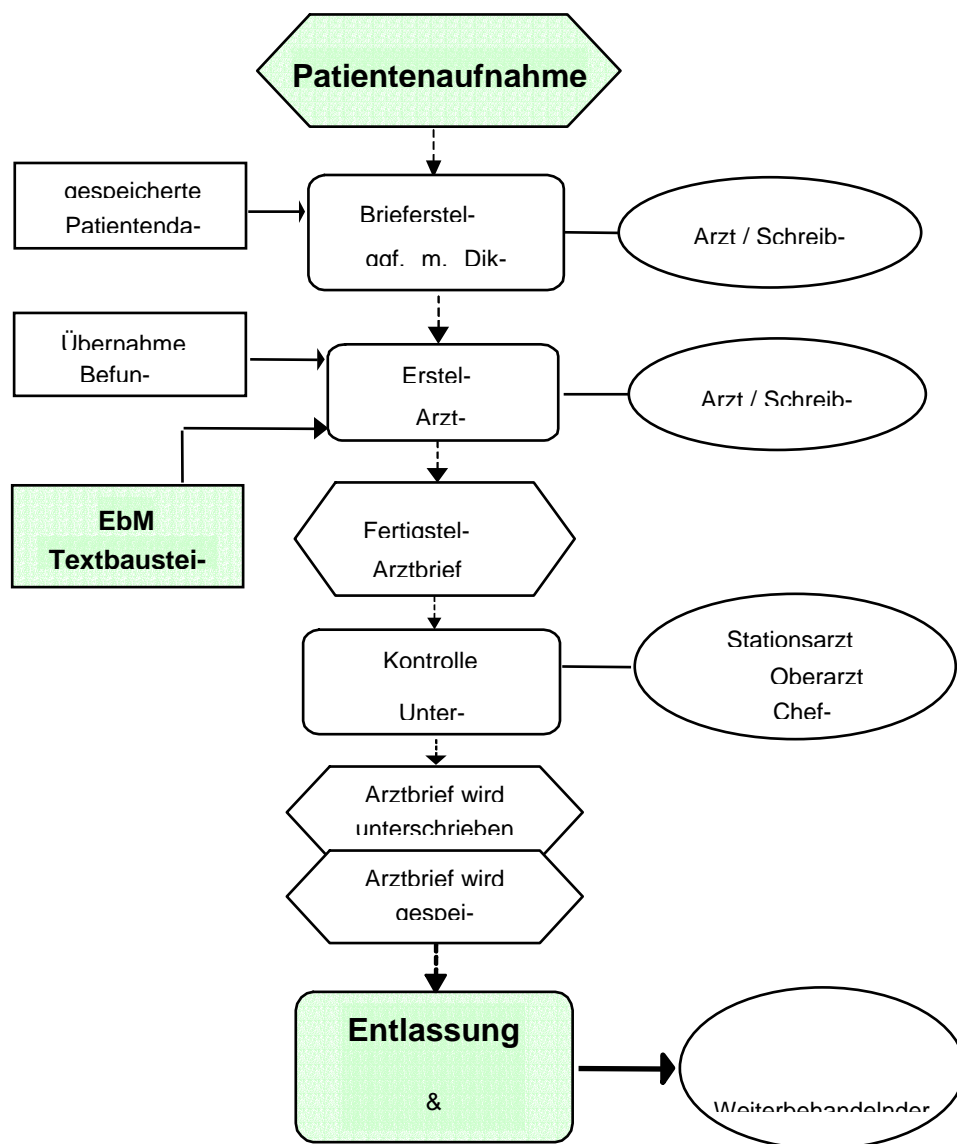 Patientenaufnahme
gespeicherte
Patientenda-
Brieferstel-
ggf. m. Dik-
Arzt / Schreib-
Übernahme
Befun-
Erstel-
Arzt-
Arzt / Schreib-
EbM
Textbaustei-
Fertigstel-
Arztbrief
Kontrolle
Unter-
Stationsarzt
Oberarzt
Chef-
Arztbrief wird
unterschrieben
Arztbrief wird
gespei-
Entlassung
&
Weiterbehandelnder